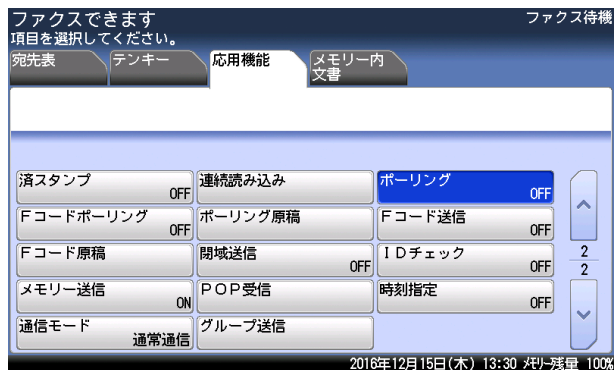 ファクスできます
ファクス待機
項目を選択してください。
宛先表
テンキー
応用機能
メモリー内
文書
済スタンプ
OFF
連続読み込み
ポーリング
OFF
Fコードポーリング
OFF
ポーリング原稿
Fコード送信
OFF
Fコード原稿
閉域送信
OFF
IDチェック
OFF
2
2
メモリー送信
ON
POP受信
時刻指定
OFF
通信モード
通常通信
グループ送信
2016年12月15日(木) 13:30 メモリー残量 100%